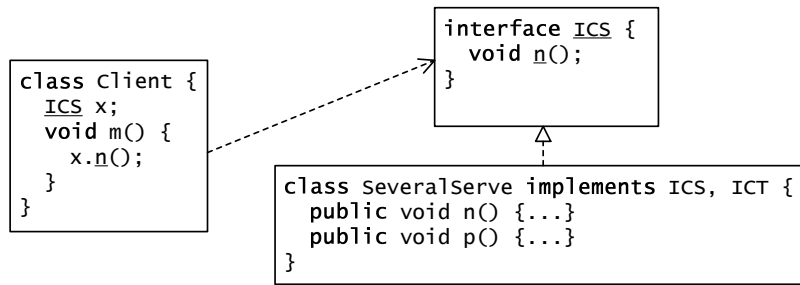 class Client {
ICS x;
void m() {
x.n();
}
}
interface ICS {
void n();
}
class SeveralServe implements ICS, ICT {
public void n() {...}
public void p() {...}
}